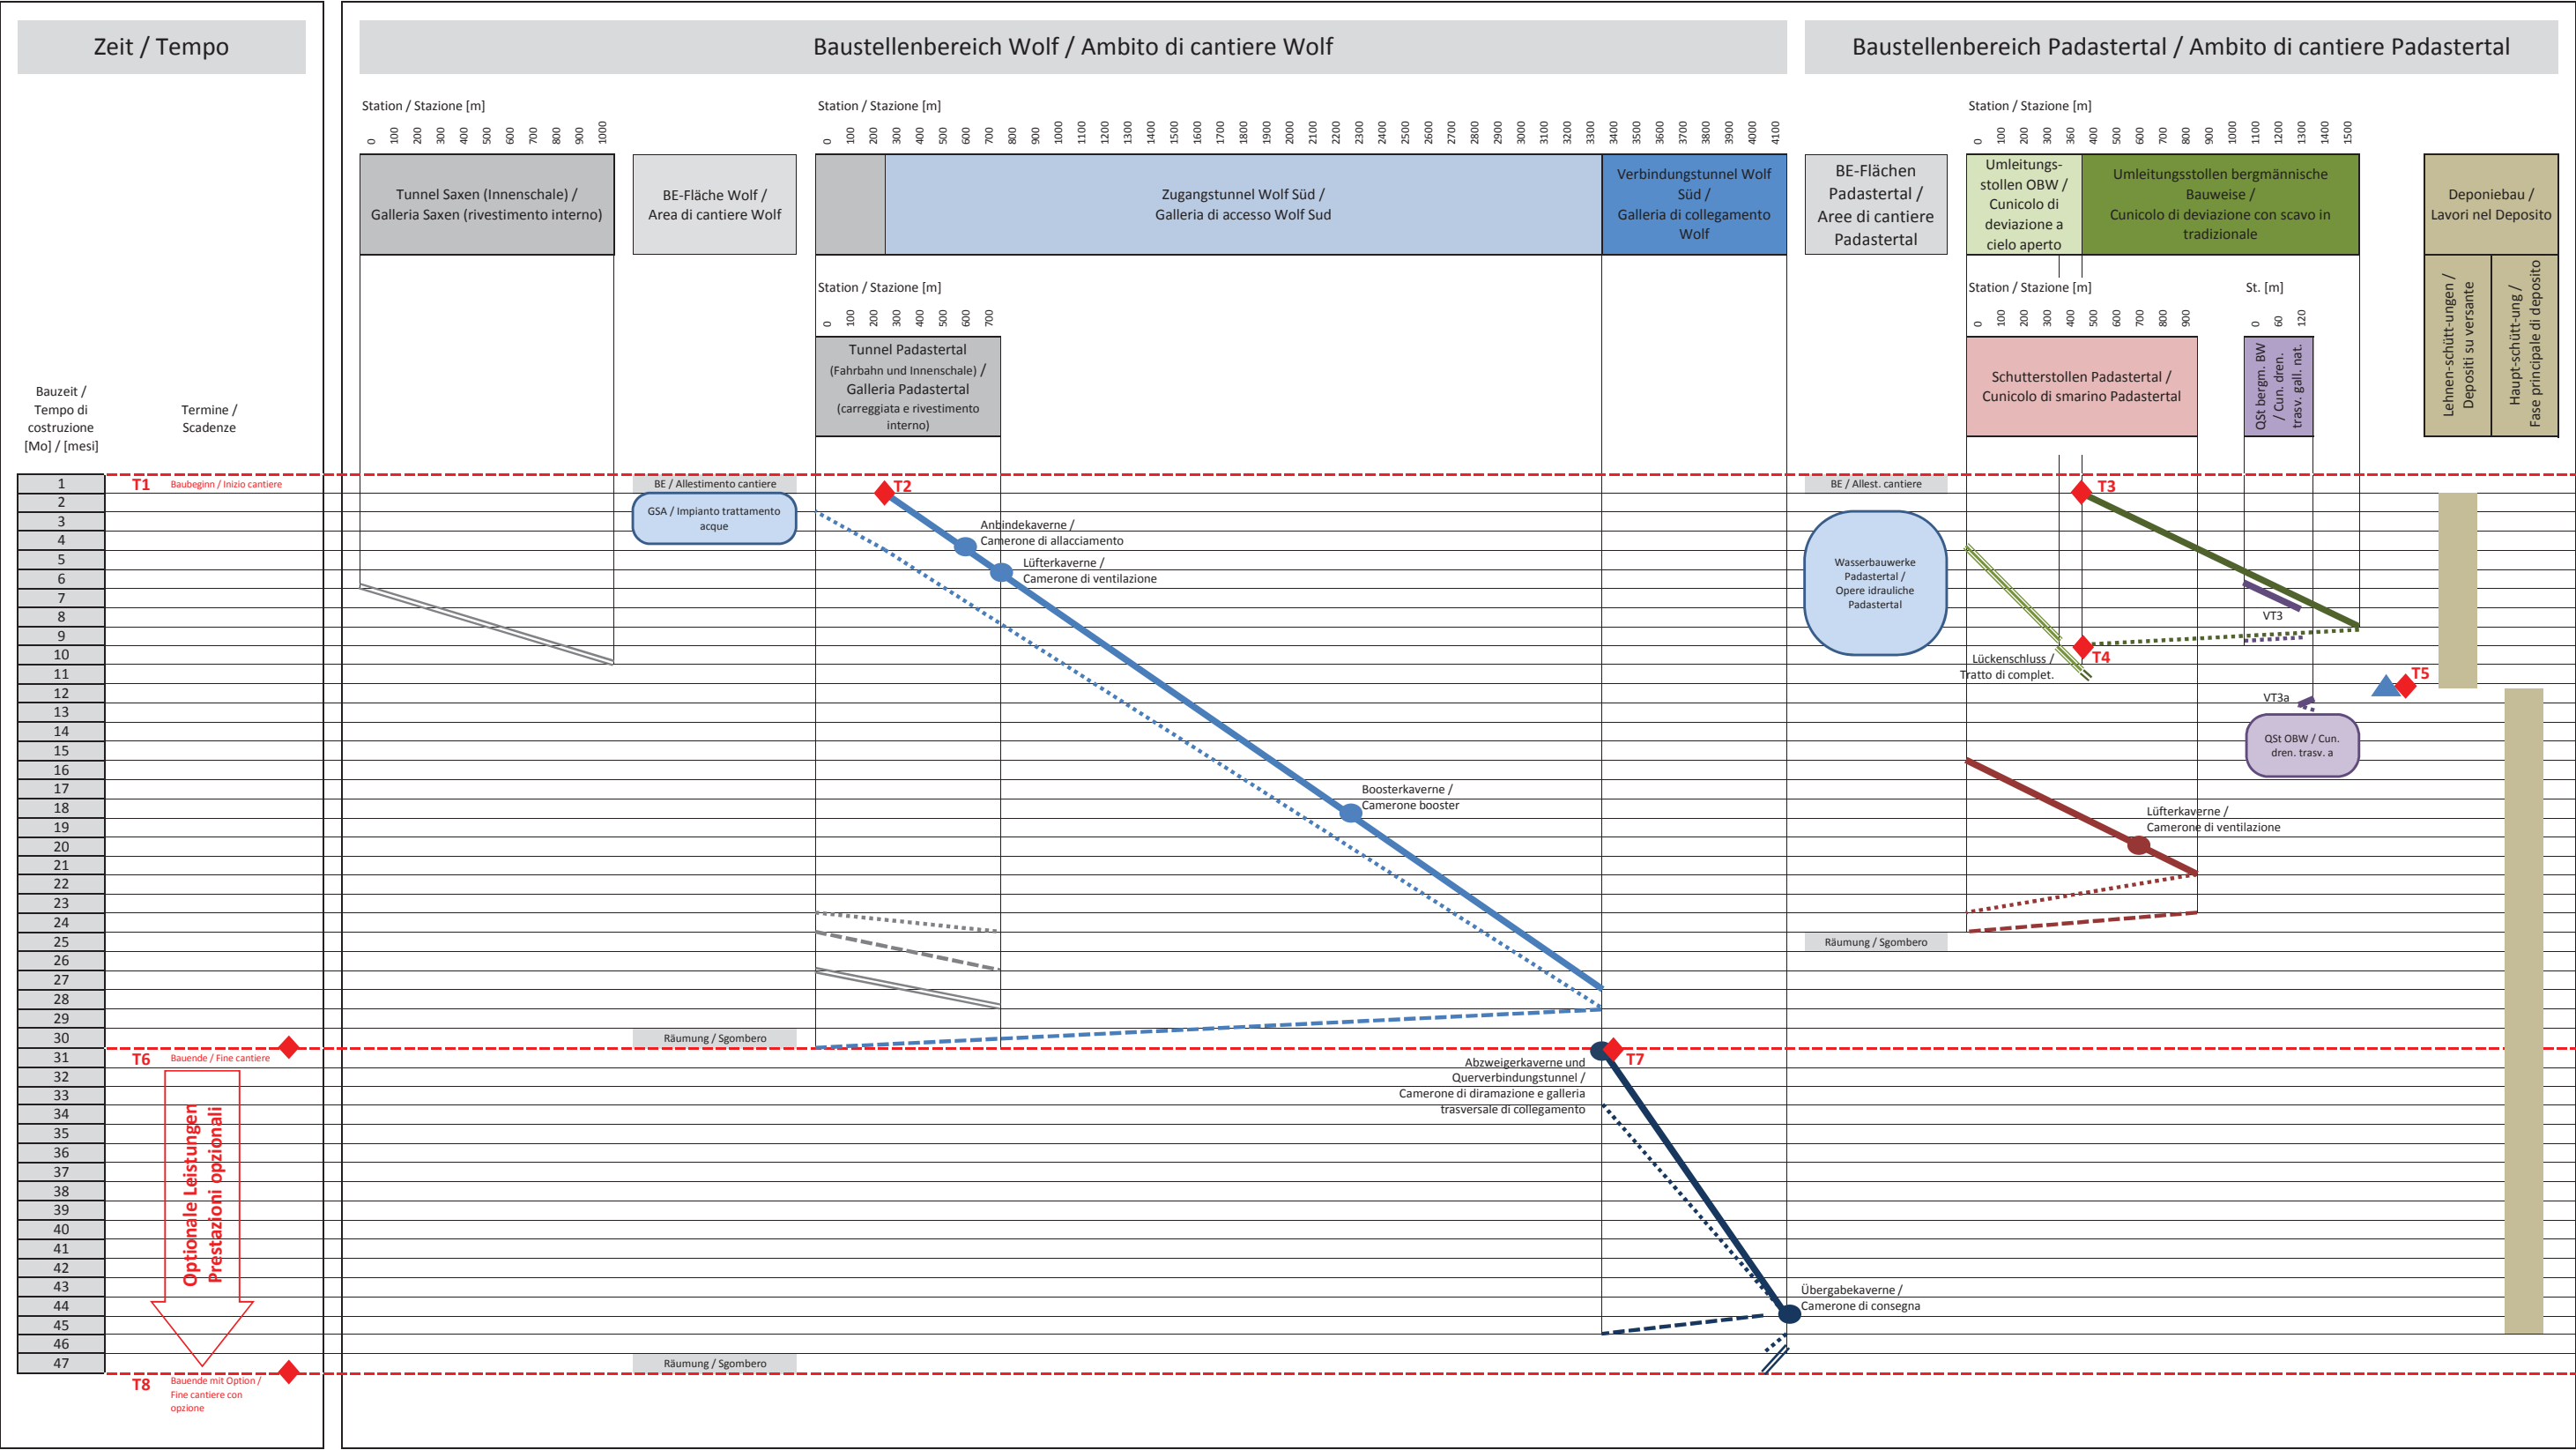 Zeit / Tempo
Baustellenbereich Wolf / Ambito di cantiere Wolf
Baustellenbereich Padastertal / Ambito di cantiere Padastertal
Station / Stazione [m]
0 100 200 300 400 500 600 700 800 900 1000
Station / Stazione [m]
0 100 200 300 400 500 600 700 800 900 1000 1100 1200 1300 1400 1500 1600 1700 1800 1900 2000 2100 2200 2300 2400 2500 2600 2700 2800 2900 3000 3100 3200 3300 3400 3500 3600 3700 3800 3900 4000 4100
Station / Stazione [m]
0 100 200 300 360 400 500 600 700 800 900 1000 1100 1200 1300 1400 1500
Tunnel Saxen (Innenschale) /
Galleria Saxen (rivestimento interno)
BE-Fläche Wolf /
Area di cantiere Wolf
Zugangstunnel Wolf Süd /
Galleria di accesso Wolf Sud
Verbindungstunnel Wolf
Süd /
Galleria di collegamento
Wolf
BE-Flächen
Padastertal /
Aree di cantiere
Padastertal
Umleitungs-
stollen OBW /
Cunicolo di
deviazione a
cielo aperto
Umleitungsstollen bergmännische
Bauweise /
Cunicolo di deviazione con scavo in
tradizionale
Deponiebau /
Lavori nel Deposito
Station / Stazione [m]
0 100 200 300 400 500 600 700
Tunnel Padastertal
(Fahrbahn und Innenschale) /
Galleria Padastertal
(carreggiata e rivestimento
interno)
Station / Stazione [m]
0 100 200 300 400 500 600 700 800 900
Schutterstollen Padastertal /
Cunicolo di smarino Padastertal
St. [m]
0 60 120
QSt bergm. BW
/ Cun. dren.
trasv. gall. nat.
Lehnen-schütt-ungen /
Depositi su versante
Haupt-schütt-ung /
Fase principale di deposito
Bauzeit /
Tempo di
costruzione
[Mo] / [mesi]
Termine /
Scadenze
1
2
3
4
5
6
7
8
9
10
11
12
13
14
15
16
17
18
19
20
21
22
23
24
25
26
27
28
29
30
31
32
33
34
35
36
37
38
39
40
41
42
43
44
45
46
47
T1 Baubeginn / Inizio cantiere
BE / Allestimento cantiere
GSA / Impianto trattamento
acque
T2
Anbindekaverne /
Camerone di allacciamento
Lüfterkaverne /
Camerone di ventilazione
Boosterkaverne /
Camerone booster
BE / Allest. cantiere
Wasserbauwerke
Padastertal /
Opere idrauliche
Padastertal
T3
VT3
T4
Lückenschluss /
Tratto di complet.
T5
VT3a
QSt OBW / Cun.
dren. trasv. a
Lüfterkaverne /
Camerone di ventilazione
Räumung / Sgombero
Räumung / Sgombero
T6 Bauende / Fine cantiere
T7
Abzweigerkaverne und
Querverbindungstunnel /
Camerone di diramazione e galleria
trasversale di collegamento
Optionale Leistungen
Prestazioni opzionali
Übergabekaverne /
Camerone di consegna
Räumung / Sgombero
T8 Bauende mit Option /
Fine cantiere con
opzione